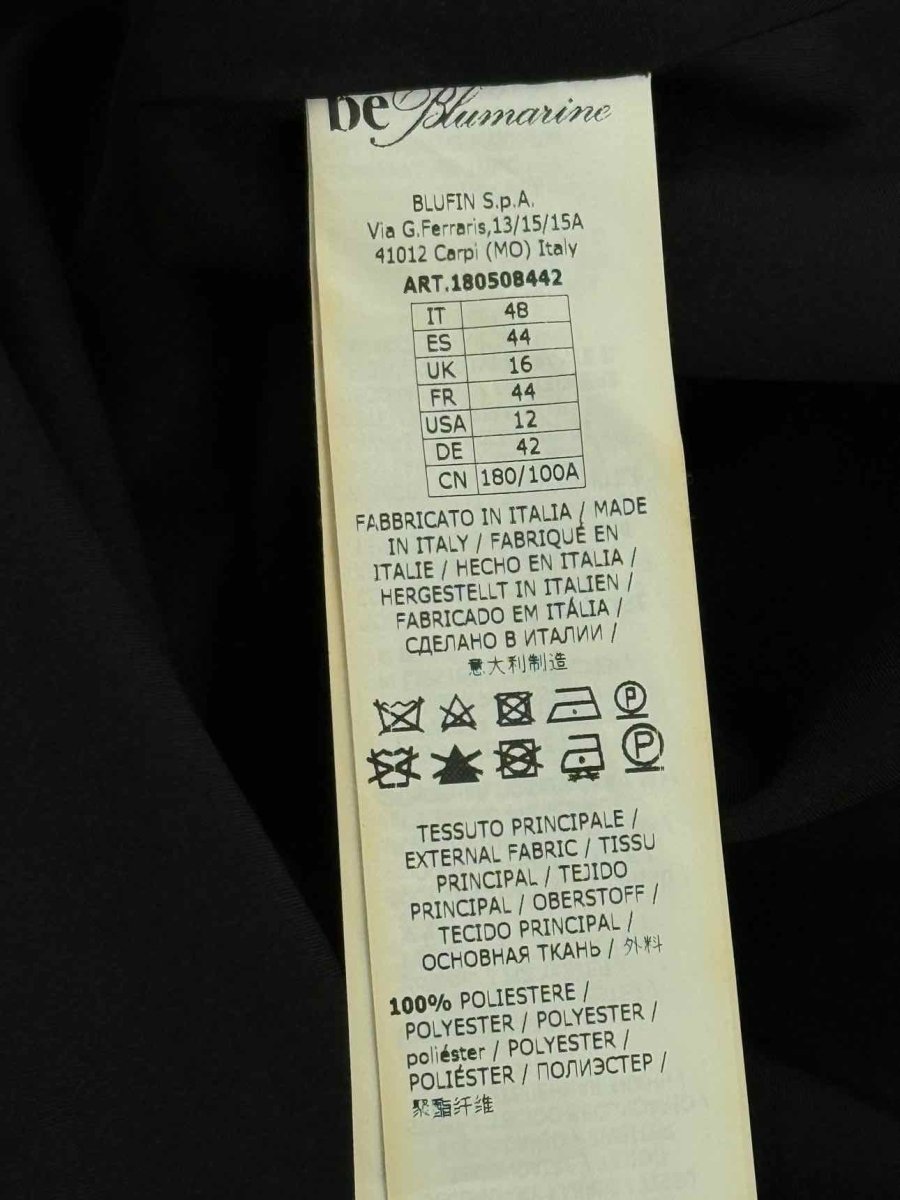 be Blumarine
BLUFIN S.p.A.
Via G.Ferraris,13/15/15A
41012 Carpi (MO) Italy
ART.180508442
IT 48
ES 44
UK 16
FR 44
USA 12
DE 42
CN 180/100A
FABBRICATO IN ITALIA / MADE
IN ITALY / FABRIQUÉ EN
ITALIE / HECHO EN ITALIA /
HERGESTELLT IN ITALIEN /
FABRICADO EM ITÁLIA /
СДЕЛАНО В ИТАЛИИ /
意大利制造
P
P
TESSUTO PRINCIPALE /
EXTERNAL FABRIC / TISSU
PRINCIPAL / TEJIDO
PRINCIPAL / OBERSTOFF /
TECIDO PRINCIPAL /
ОСНОВНАЯ ТКАНЬ / 外料
100% POLIESTERE /
POLYESTER / POLYESTER /
poliéster / POLYESTER /
POLIÉSTER / ПОЛИЭСТЕР /
聚酯纤维